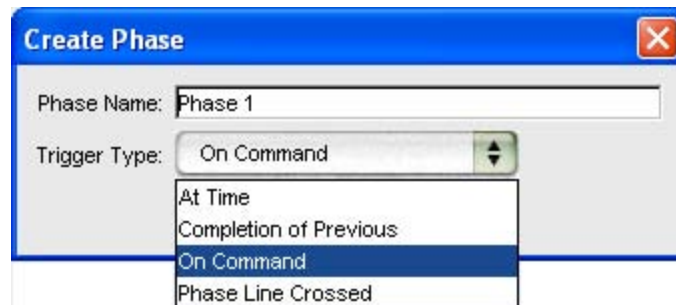 Create Phase
Phase Name: Phase 1
Trigger Type: On Command
At Time
Completion of Previous
On Command
Phase Line Crossed